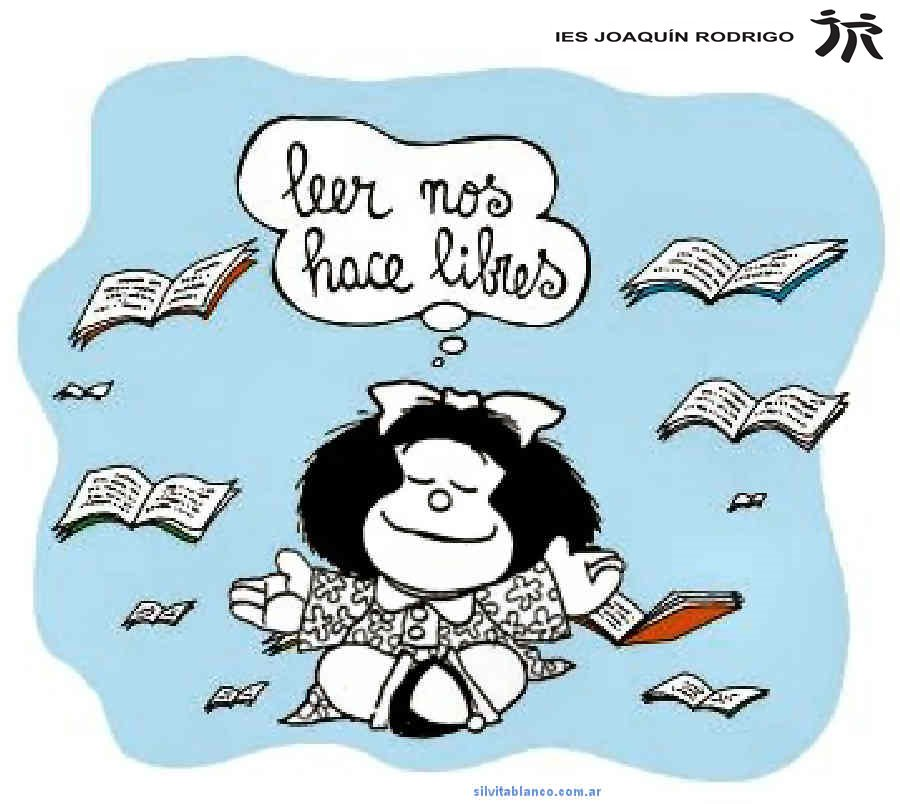 IES JOAQUÍN RODRIGO
leer nos
hace libres
silvitablanco.com.ar